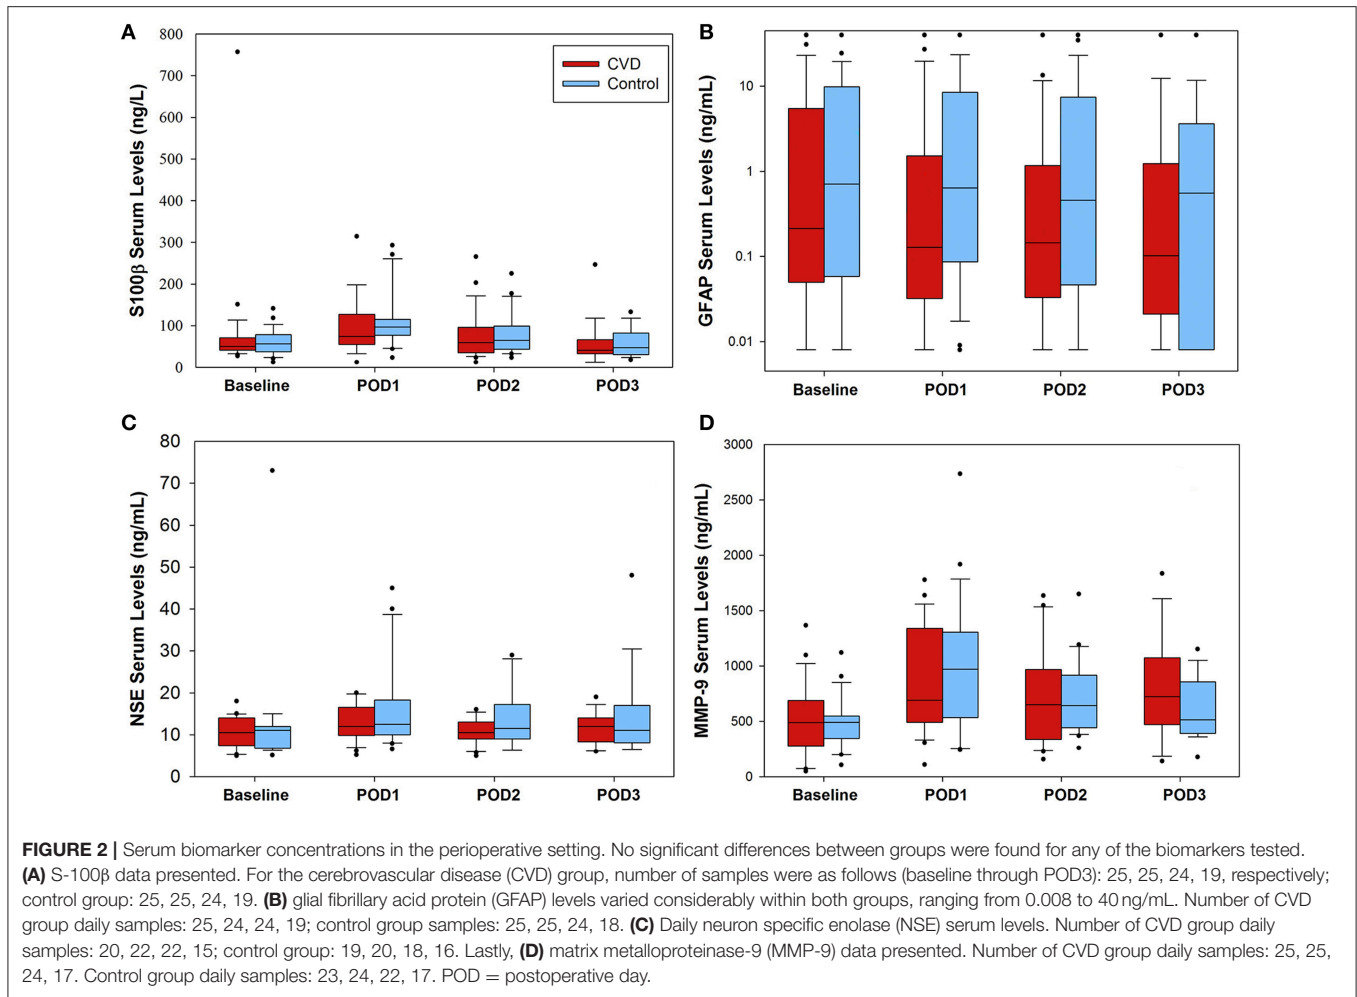 A
S100β Serum Levels (ng/L)
800
700
600
500
400
300
200
100
0
CVD
Control
Baseline POD1 POD2 POD3
B
GFAP Serum Levels (ng/mL)
10
1
0.1
0.01
Baseline POD1 POD2 POD3
C
NSE Serum Levels (ng/mL)
80
70
60
50
40
30
20
10
0
Baseline POD1 POD2 POD3
D
MMP-9 Serum Levels (ng/mL)
3000
2500
2000
1500
1000
500
0
Baseline POD1 POD2 POD3
FIGURE 2 | Serum biomarker concentrations in the perioperative setting. No significant differences between groups were found for any of the biomarkers tested.
(A) S-100β data presented. For the cerebrovascular disease (CVD) group, number of samples were as follows (baseline through POD3): 25, 25, 24, 19, respectively;
control group: 25, 25, 24, 19. (B) glial fibrillary acid protein (GFAP) levels varied considerably within both groups, ranging from 0.008 to 40 ng/mL. Number of CVD
group daily samples: 25, 24, 24, 19; control group samples: 25, 25, 24, 18. (C) Daily neuron specific enolase (NSE) serum levels. Number of CVD group daily
samples: 20, 22, 22, 15; control group: 19, 20, 18, 16. Lastly, (D) matrix metalloproteinase-9 (MMP-9) data presented. Number of CVD group daily samples: 25, 25,
24, 17. Control group daily samples: 23, 24, 22, 17. POD = postoperative day.